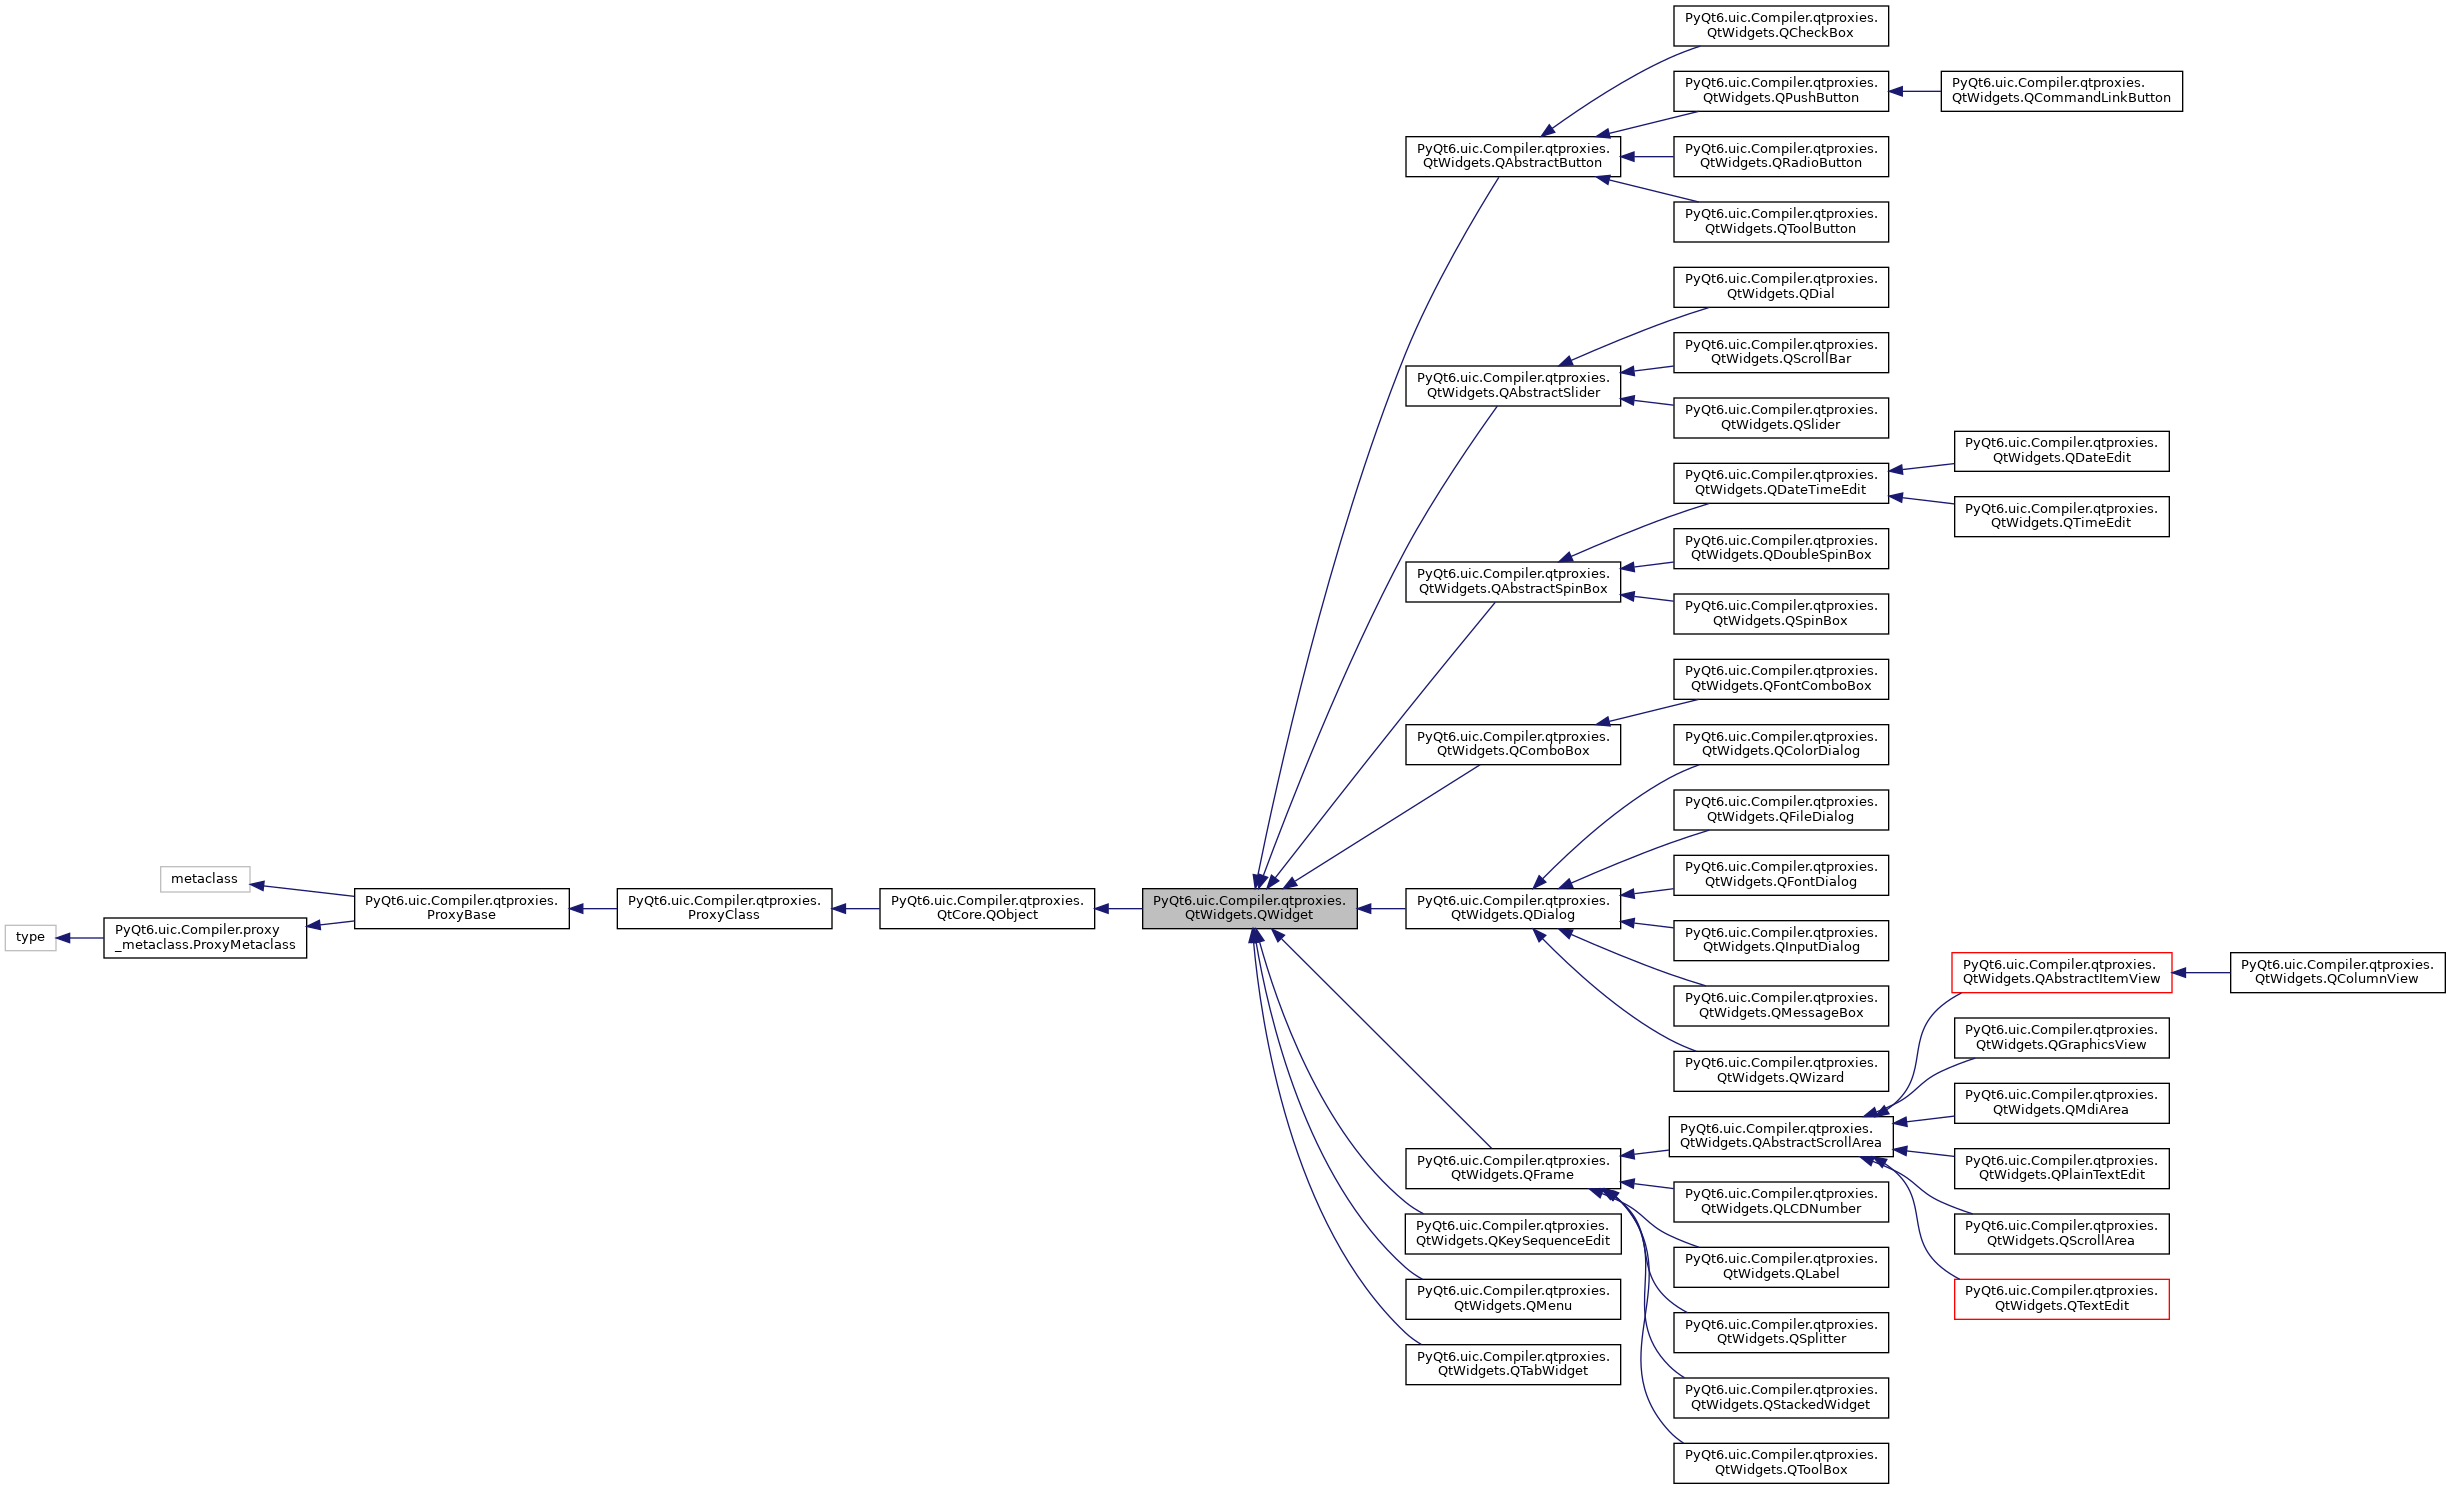 type
metaclass
PyQt6.uic.Compiler.proxy
_metaclass.ProxyMetaclass
PyQt6.uic.Compiler.qtproxies.
ProxyBase
PyQt6.uic.Compiler.qtproxies.
ProxyClass
PyQt6.uic.Compiler.qtproxies.
QtCore.QObject
PyQt6.uic.Compiler.qtproxies.
QtWidgets.QWidget
PyQt6.uic.Compiler.qtproxies.
QtWidgets.QAbstractButton
PyQt6.uic.Compiler.qtproxies.
QtWidgets.QAbstractSlider
PyQt6.uic.Compiler.qtproxies.
QtWidgets.QAbstractSpinBox
PyQt6.uic.Compiler.qtproxies.
QtWidgets.QComboBox
PyQt6.uic.Compiler.qtproxies.
QtWidgets.QDialog
PyQt6.uic.Compiler.qtproxies.
QtWidgets.QFrame
PyQt6.uic.Compiler.qtproxies.
QtWidgets.QKeySequenceEdit
PyQt6.uic.Compiler.qtproxies.
QtWidgets.QMenu
PyQt6.uic.Compiler.qtproxies.
QtWidgets.QTabWidget
PyQt6.uic.Compiler.qtproxies.
QtWidgets.QCheckBox
PyQt6.uic.Compiler.qtproxies.
QtWidgets.QPushButton
PyQt6.uic.Compiler.qtproxies.
QtWidgets.QRadioButton
PyQt6.uic.Compiler.qtproxies.
QtWidgets.QToolButton
PyQt6.uic.Compiler.qtproxies.
QtWidgets.QDial
PyQt6.uic.Compiler.qtproxies.
QtWidgets.QScrollBar
PyQt6.uic.Compiler.qtproxies.
QtWidgets.QSlider
PyQt6.uic.Compiler.qtproxies.
QtWidgets.QDateTimeEdit
PyQt6.uic.Compiler.qtproxies.
QtWidgets.QDoubleSpinBox
PyQt6.uic.Compiler.qtproxies.
QtWidgets.QSpinBox
PyQt6.uic.Compiler.qtproxies.
QtWidgets.QFontComboBox
PyQt6.uic.Compiler.qtproxies.
QtWidgets.QColorDialog
PyQt6.uic.Compiler.qtproxies.
QtWidgets.QFileDialog
PyQt6.uic.Compiler.qtproxies.
QtWidgets.QFontDialog
PyQt6.uic.Compiler.qtproxies.
QtWidgets.QInputDialog
PyQt6.uic.Compiler.qtproxies.
QtWidgets.QMessageBox
PyQt6.uic.Compiler.qtproxies.
QtWidgets.QWizard
PyQt6.uic.Compiler.qtproxies.
QtWidgets.QAbstractScrollArea
PyQt6.uic.Compiler.qtproxies.
QtWidgets.QLCDNumber
PyQt6.uic.Compiler.qtproxies.
QtWidgets.QLabel
PyQt6.uic.Compiler.qtproxies.
QtWidgets.QSplitter
PyQt6.uic.Compiler.qtproxies.
QtWidgets.QStackedWidget
PyQt6.uic.Compiler.qtproxies.
QtWidgets.QToolBox
PyQt6.uic.Compiler.qtproxies.
QtWidgets.QCommandLinkButton
PyQt6.uic.Compiler.qtproxies.
QtWidgets.QDateEdit
PyQt6.uic.Compiler.qtproxies.
QtWidgets.QTimeEdit
PyQt6.uic.Compiler.qtproxies.
QtWidgets.QAbstractItemView
PyQt6.uic.Compiler.qtproxies.
QtWidgets.QGraphicsView
PyQt6.uic.Compiler.qtproxies.
QtWidgets.QMdiArea
PyQt6.uic.Compiler.qtproxies.
QtWidgets.QPlainTextEdit
PyQt6.uic.Compiler.qtproxies.
QtWidgets.QScrollArea
PyQt6.uic.Compiler.qtproxies.
QtWidgets.QTextEdit
PyQt6.uic.Compiler.qtproxies.
QtWidgets.QColumnView